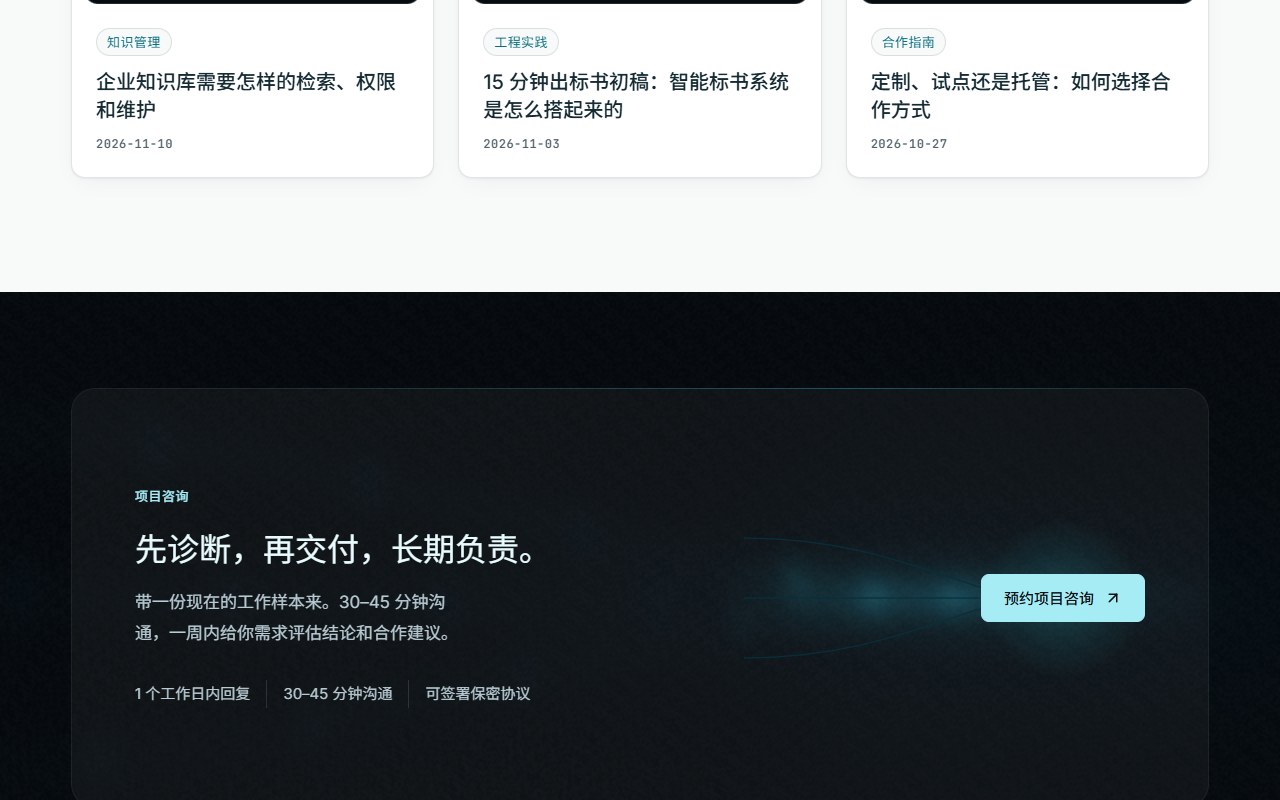 知识管理
企业知识库需要怎样的检索、权限
和维护
2026-11-10
工程实践
15 分钟出标书初稿：智能标书系统
是怎么搭起来的
2026-11-03
合作指南
定制、试点还是托管：如何选择合
作方式
2026-10-27
项目咨询
先诊断，再交付，长期负责。
带一份现在的工作样本来。30–45 分钟沟
通，一周内给你需求评估结论和合作建议。
预约项目咨询
1 个工作日内回复
30–45 分钟沟通
可签署保密协议